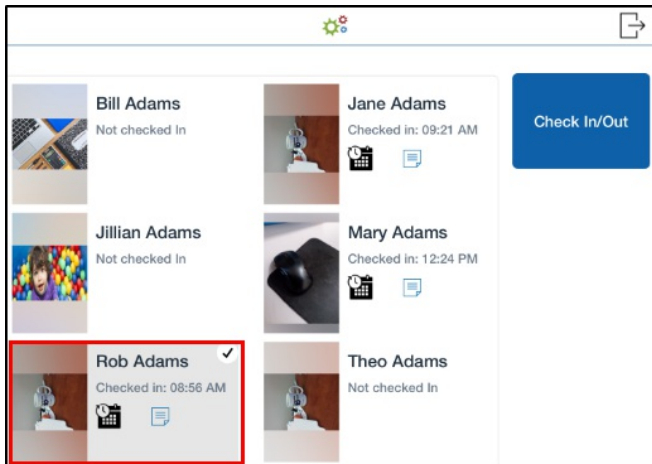 Bill Adams
Not checked In
Jane Adams
Checked in: 09:21 AM
Check In/Out
Jillian Adams
Not checked In
Mary Adams
Checked in: 12:24 PM
Rob Adams
Checked in: 08:56 AM
Theo Adams
Not checked In